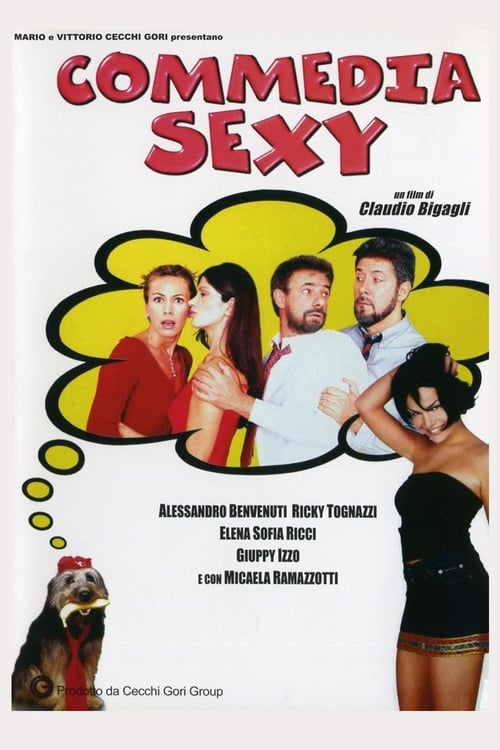 MARIO e VITTORIO CECCHI GORI presentano
COMMEDIA
SEXY
un film di
Claudio Bigagli
ALESSANDRO BENVENUTI RICKY TOGNAZZI
ELENA SOFIA RICCI
GIUPPY IZZO
E CON MICAELA RAMAZZOTTI
Prodotto da Cecchi Gori Group